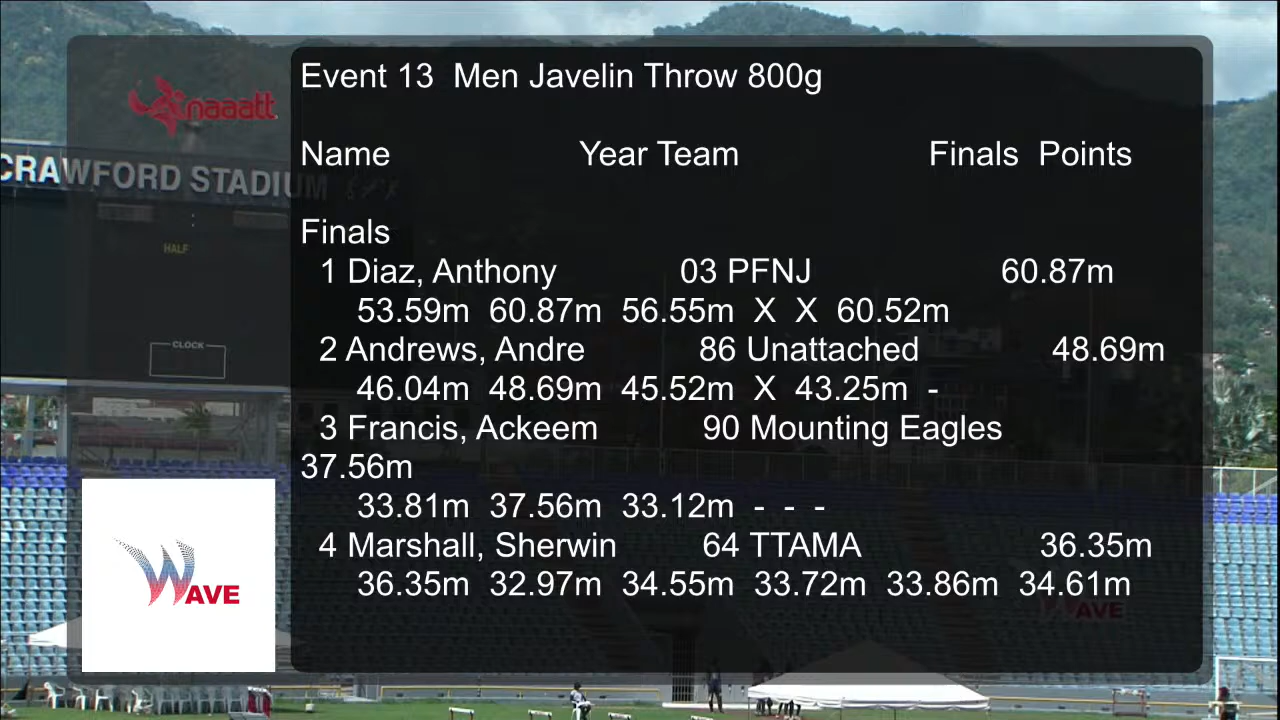 Event 13 Men Javelin Throw 800g
naaatt
Name Year Team Finals Points
CRAWFORD STADIUM
Finals
HALF
1 Diaz, Anthony 03 PFNJ 60.87m
53.59m 60.87m 56.55m X X 60.52m
CLOCK
2 Andrews, Andre 86 Unattached 48.69m
46.04m 48.69m 45.52m X 43.25m -
3 Francis, Ackeem 90 Mounting Eagles
37.56m
33.81m 37.56m 33.12m - - -
4 Marshall, Sherwin 64 TTAMA 36.35m
36.35m 32.97m 34.55m 33.72m 33.86m 34.61m
WAVE
WAVE